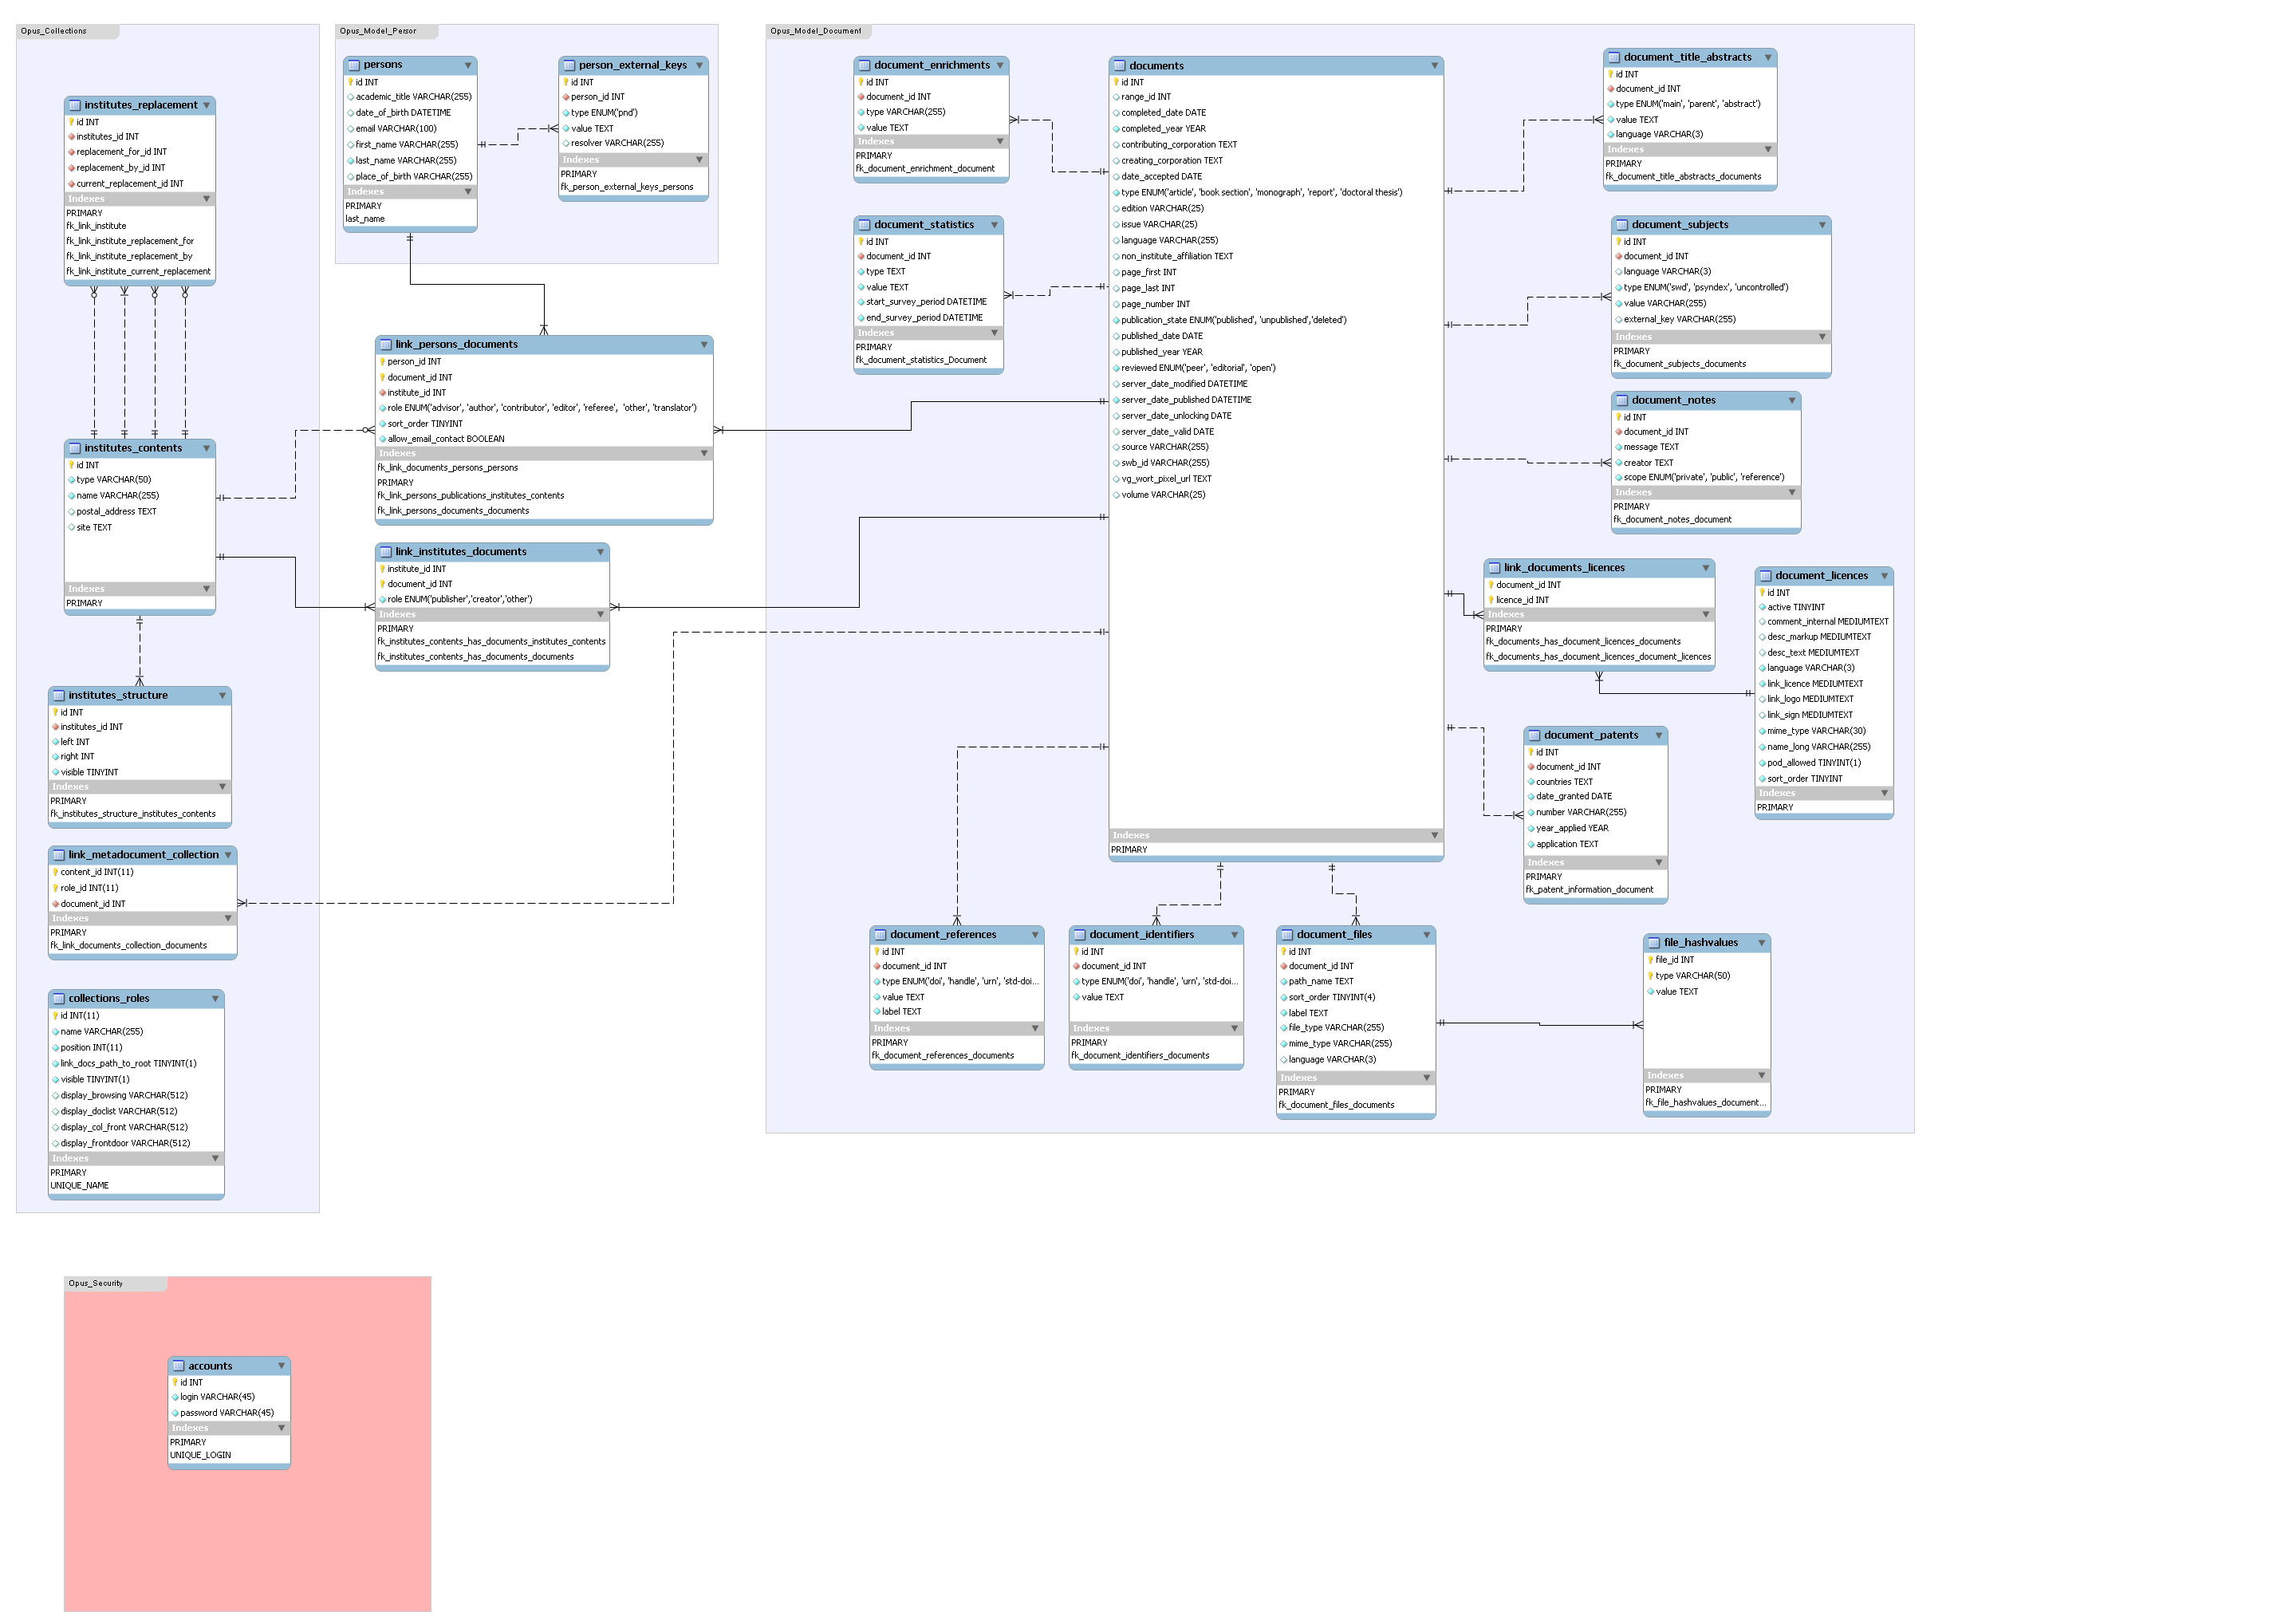 Opus_Collections
institutes_replacement
id INT
institutes_id INT
replacement_for_id INT
replacement_by_id INT
current_replacement_id INT
Indexes
PRIMARY
fk_link_institute
fk_link_institute_replacement_for
fk_link_institute_replacement_by
fk_link_institute_current_replacement
institutes_contents
id INT
type VARCHAR(50)
name VARCHAR(255)
postal_address TEXT
site TEXT
Indexes
PRIMARY
institutes_structure
id INT
institutes_id INT
left INT
right INT
visible TINYINT
Indexes
PRIMARY
fk_institutes_structure_institutes_contents
link_metadocument_collection
content_id INT(11)
role_id INT(11)
document_id INT
Indexes
PRIMARY
fk_link_documents_collection_documents
collections_roles
id INT(11)
name VARCHAR(255)
position INT(11)
link_docs_path_to_root TINYINT(1)
visible TINYINT(1)
display_browsing VARCHAR(512)
display_doclist VARCHAR(512)
display_col_front VARCHAR(512)
display_frontdoor VARCHAR(512)
Indexes
PRIMARY
UNIQUE_NAME
Opus_Model_Person
persons
id INT
academic_title VARCHAR(255)
date_of_birth DATETIME
email VARCHAR(100)
first_name VARCHAR(255)
last_name VARCHAR(255)
place_of_birth VARCHAR(255)
Indexes
PRIMARY
last_name
person_external_keys
id INT
person_id INT
type ENUM('pnd')
value TEXT
resolver VARCHAR(255)
Indexes
PRIMARY
fk_person_external_keys_persons
link_persons_documents
person_id INT
document_id INT
institute_id INT
role ENUM('advisor', 'author', 'contributor', 'editor', 'referee', 'other', 'translator')
sort_order TINYINT
allow_email_contact BOOLEAN
Indexes
fk_link_documents_persons_persons
PRIMARY
fk_link_persons_publications_institutes_contents
fk_link_persons_documents_documents
link_institutes_documents
institute_id INT
document_id INT
role ENUM('publisher','creator','other')
Indexes
PRIMARY
fk_institutes_contents_has_documents_institutes_contents
fk_institutes_contents_has_documents_documents
Opus_Model_Document
document_enrichments
id INT
document_id INT
type VARCHAR(255)
value TEXT
Indexes
PRIMARY
fk_document_enrichment_document
document_statistics
id INT
document_id INT
type TEXT
value TEXT
start_survey_period DATETIME
end_survey_period DATETIME
Indexes
PRIMARY
fk_document_statistics_Document
documents
id INT
range_id INT
completed_date DATE
completed_year YEAR
contributing_corporation TEXT
creating_corporation TEXT
date_accepted DATE
type ENUM('article', 'book section', 'monograph', 'report', 'doctoral thesis')
edition VARCHAR(25)
issue VARCHAR(25)
language VARCHAR(255)
non_institute_affiliation TEXT
page_first INT
page_last INT
page_number INT
publication_state ENUM('published', 'unpublished','deleted')
published_date DATE
published_year YEAR
reviewed ENUM('peer', 'editorial', 'open')
server_date_modified DATETIME
server_date_published DATETIME
server_date_unlocking DATE
server_date_valid DATE
source VARCHAR(255)
swb_id VARCHAR(255)
vg_wort_pixel_url TEXT
volume VARCHAR(25)
Indexes
PRIMARY
document_title_abstracts
id INT
document_id INT
type ENUM('main', 'parent', 'abstract')
value TEXT
language VARCHAR(3)
Indexes
PRIMARY
fk_document_title_abstracts_documents
document_subjects
id INT
document_id INT
language VARCHAR(3)
type ENUM('swd', 'psyndex', 'uncontrolled')
value VARCHAR(255)
external_key VARCHAR(255)
Indexes
PRIMARY
fk_document_subjects_documents
document_notes
id INT
document_id INT
message TEXT
creator TEXT
scope ENUM('private', 'public', 'reference')
Indexes
PRIMARY
fk_document_notes_document
link_documents_licences
document_id INT
licence_id INT
Indexes
PRIMARY
fk_documents_has_document_licences_documents
fk_documents_has_document_licences_document_licences
document_licences
id INT
active TINYINT
comment_internal MEDIUMTEXT
desc_markup MEDIUMTEXT
desc_text MEDIUMTEXT
language VARCHAR(3)
link_licence MEDIUMTEXT
link_logo MEDIUMTEXT
link_sign MEDIUMTEXT
mime_type VARCHAR(30)
name_long VARCHAR(255)
pod_allowed TINYINT(1)
sort_order TINYINT
Indexes
PRIMARY
document_patents
id INT
document_id INT
countries TEXT
date_granted DATE
number VARCHAR(255)
year_applied YEAR
application TEXT
Indexes
PRIMARY
fk_patent_information_document
document_references
id INT
document_id INT
type ENUM('doi', 'handle', 'urn', 'std-doi...
value TEXT
label TEXT
Indexes
PRIMARY
fk_document_references_documents
document_identifiers
id INT
document_id INT
type ENUM('doi', 'handle', 'urn', 'std-doi...
value TEXT
Indexes
PRIMARY
fk_document_identifiers_documents
document_files
id INT
document_id INT
path_name TEXT
sort_order TINYINT(4)
label TEXT
file_type VARCHAR(255)
mime_type VARCHAR(255)
language VARCHAR(3)
Indexes
PRIMARY
fk_document_files_documents
file_hashvalues
file_id INT
type VARCHAR(50)
value TEXT
Indexes
PRIMARY
fk_file_hashvalues_document...
Opus_Security
accounts
id INT
login VARCHAR(45)
password VARCHAR(45)
Indexes
PRIMARY
UNIQUE_LOGIN